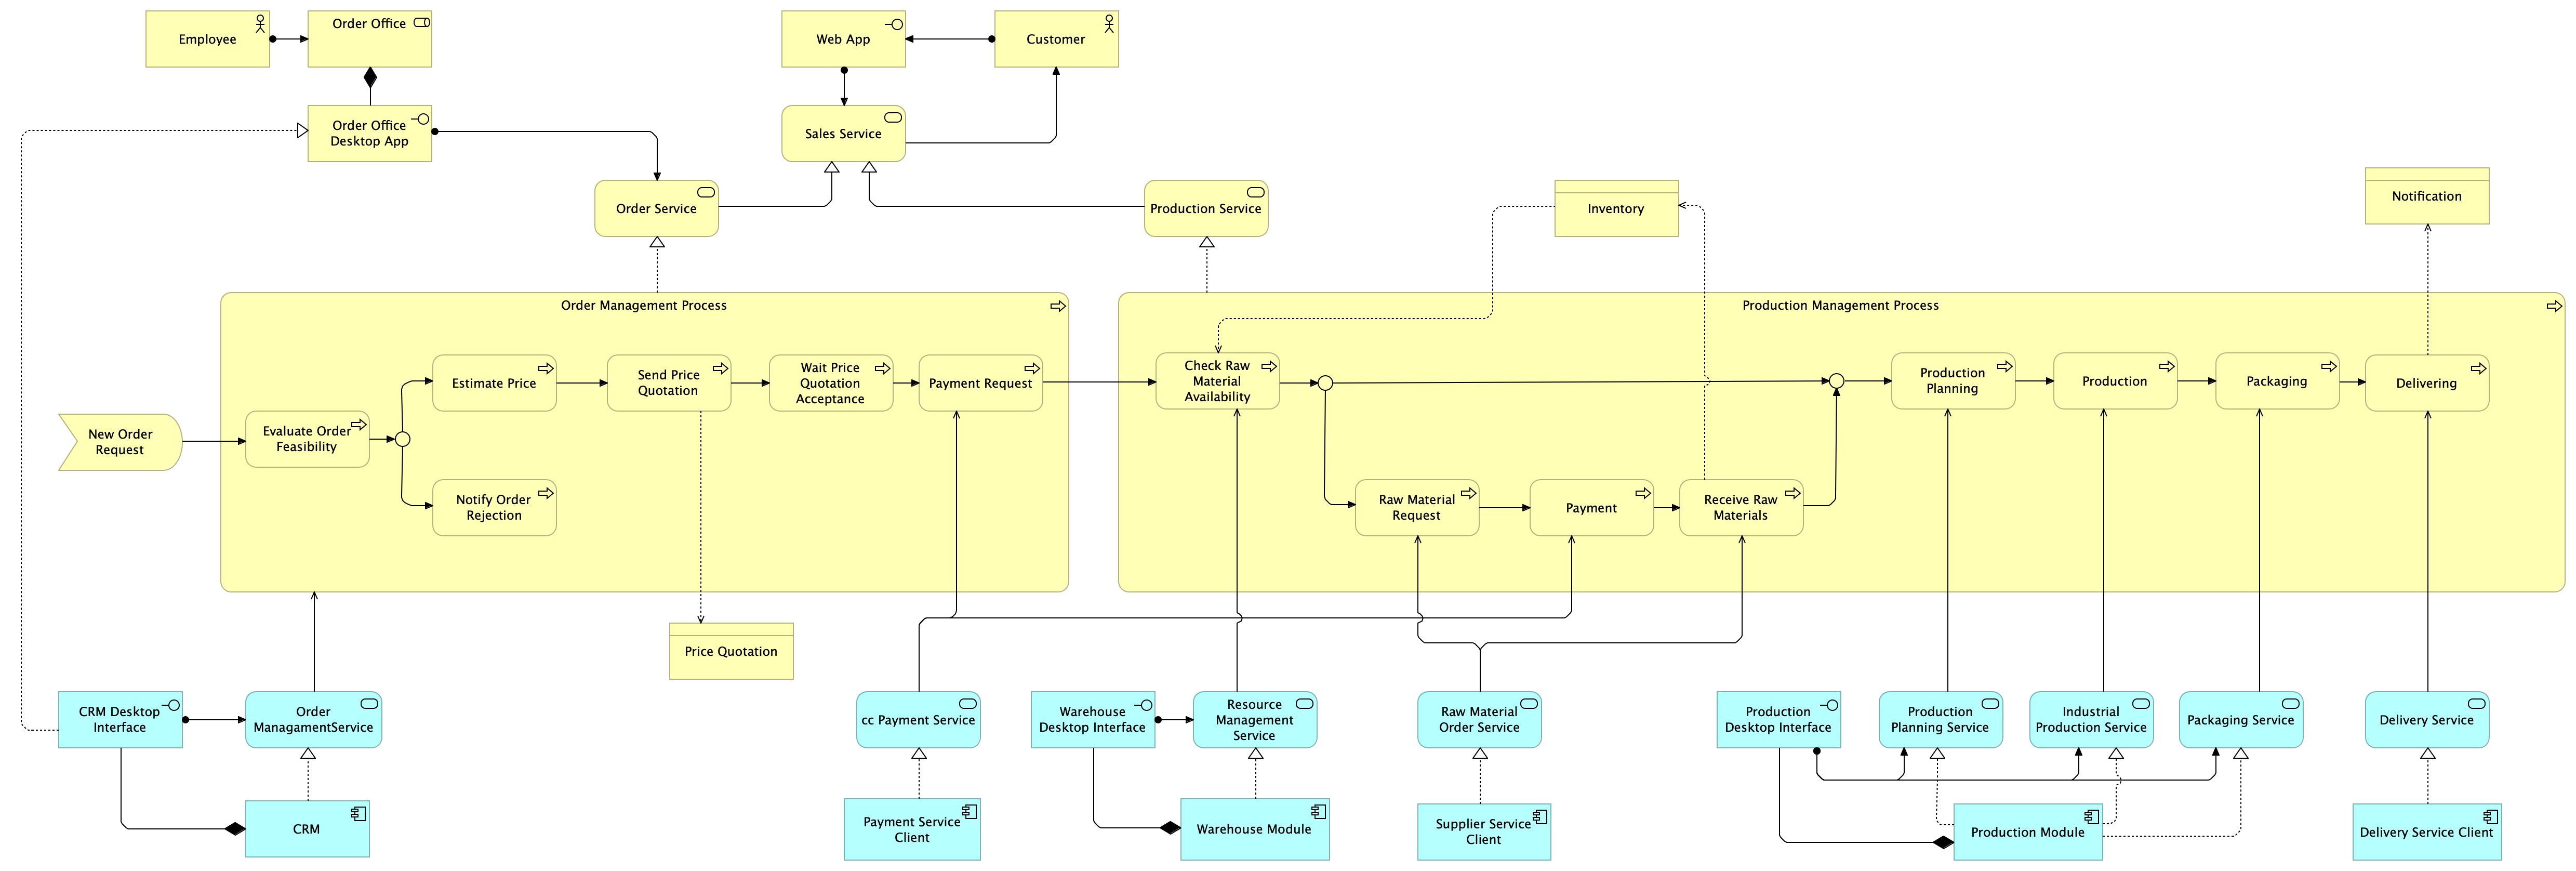 Employee
Order Office
Web App
Customer
Order Office
Desktop App
Sales Service
Order Service
Production Service
Inventory
Notification
Order Management Process
Production Management Process
New Order
Request
Evaluate Order
Feasibility
Estimate Price
Send Price
Quotation
Wait Price
Quotation
Acceptance
Payment Request
Notify Order
Rejection
Check Raw
Material
Availability
Raw Material
Request
Payment
Receive Raw
Materials
Production
Planning
Production
Packaging
Delivering
Price Quotation
CRM Desktop
Interface
Order
ManagamentService
cc Payment Service
Warehouse
Desktop Interface
Resource
Management
Service
Raw Material
Order Service
Production
Desktop Interface
Production
Planning Service
Industrial
Production Service
Packaging Service
Delivery Service
CRM
Payment Service
Client
Warehouse Module
Supplier Service
Client
Production Module
Delivery Service Client